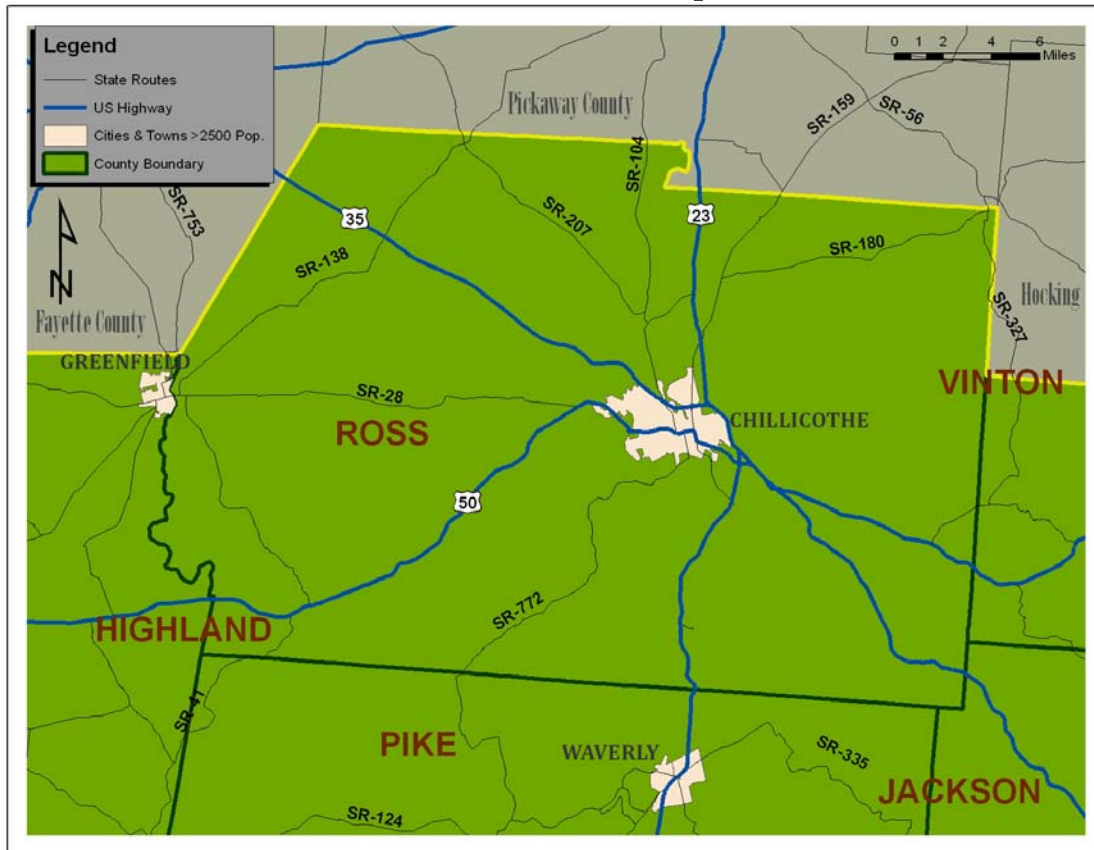 Legend
State Routes
US Highway
Cities & Towns >2500 Pop.
County Boundary
0 1 2 4 6
Miles
Pickaway County
SR-159
SR-56
SR-104
SR-753
35
SR-207
23
SR-138
SR-180
N
Hocking
SR-327
Fayette County
GREENFIELD
VINTON
SR-28
ROSS
CHILLICOTHE
50
SR-772
HIGHLAND
SR-41
PIKE
WAVERLY
SR-335
JACKSON
SR-124